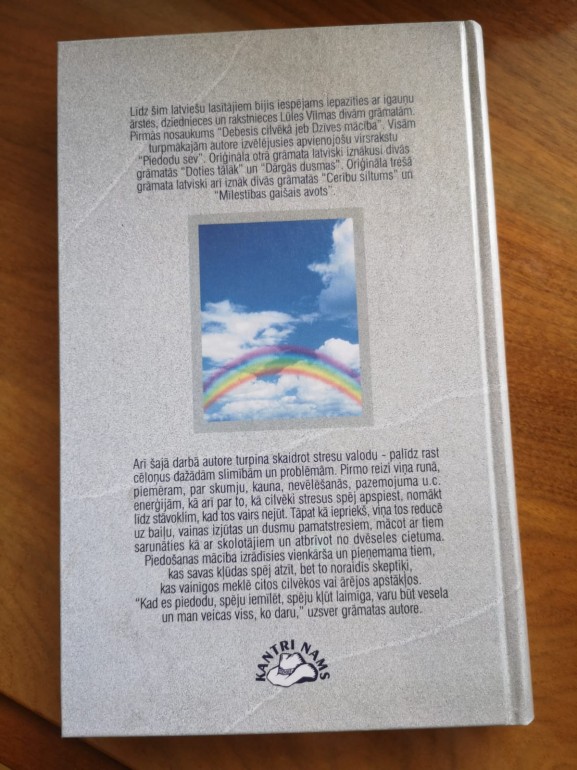 Līdz šim latviešu lasītājiem bijis iespējams iepazīties ar igauņu
ārstes, dziednieces un rakstnieces Lūles Vīlmas divām grāmatām.
Pirmās nosaukums "Debesis cilvēkā jeb Dzīves mācība". Visām
turpmākajām autore izvēlējusies apvienojošu virsrakstu
"Piedodu sev". Oriģināla otrā grāmata latviski iznākusi divās
grāmatās "Doties tālāk" un "Dārgās dusmas". Oriģināla trešā
grāmata latviski arī iznāk divās grāmatās "Cerību siltums" un
"Mīlestības gaišais avots".
Arī šajā darbā autore turpina skaidrot stresu valodu - palīdz rast
cēloņus dažādām slimībām un problēmām. Pirmo reizi viņa runā,
piemēram, par skumju, kauna, nevēlēšanās, pazemojuma u.c.
enerģijām, kā arī par to, kā cilvēki stresus spēj apspiest, nomākt
līdz stāvoklim, kad tos vairs nejūt. Tāpat kā iepriekš, viņa tos reducē
uz baiļu, vainas izjūtas un dusmu pamatstresiem, mācot ar tiem
sarunāties kā ar skolotājiem un atbrīvot no dvēseles cietuma.
Piedošanas mācība izrādīsies vienkārša un pieņemama tiem,
kas savas kļūdas spēj atzīt, bet to noraidīs skeptiķi,
kas vainīgos meklē citos cilvēkos vai ārējos apstākļos.
"Kad es piedodu, spēju iemīlēt, spēju kļūt laimīga, varu būt vesela
un man veicas viss, ko daru," uzsver grāmatas autore.
KANTRI NAMS